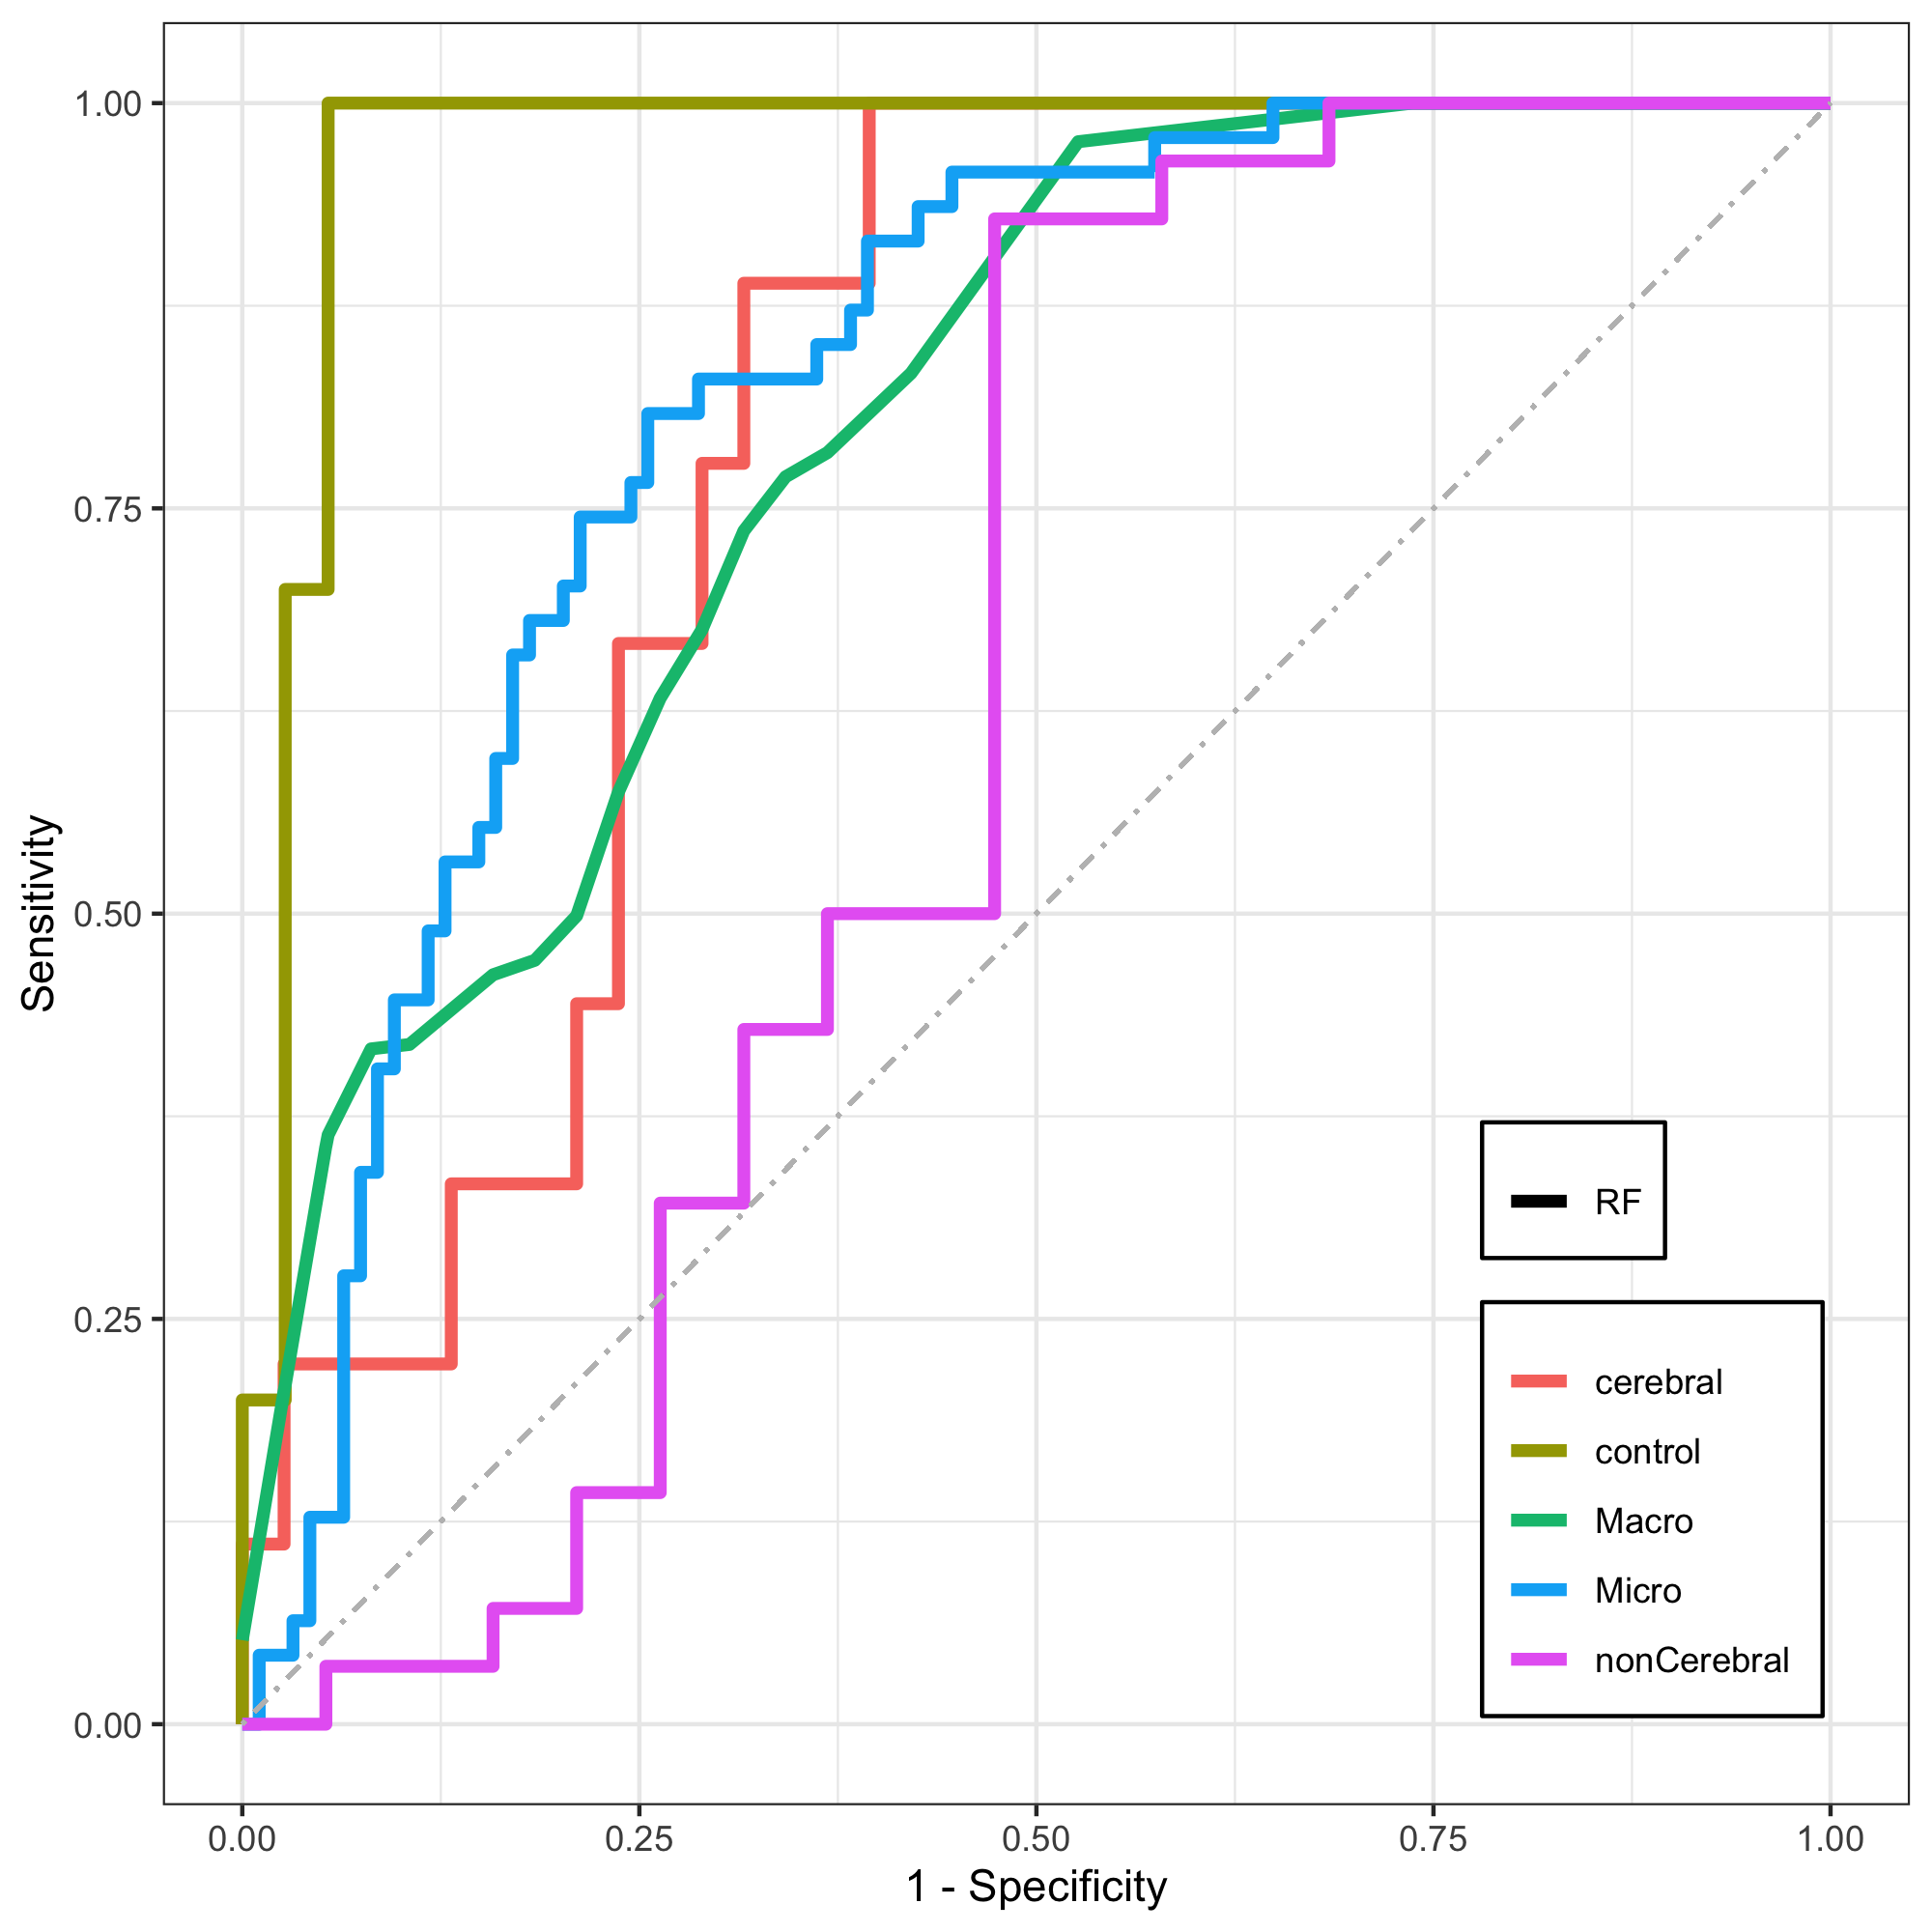 1.00
0.75
0.50
0.25
0.00
Sensitivity
RF
cerebral
control
Macro
Micro
nonCerebral
0.00 0.25 0.50 0.75 1.00
1 - Specificity